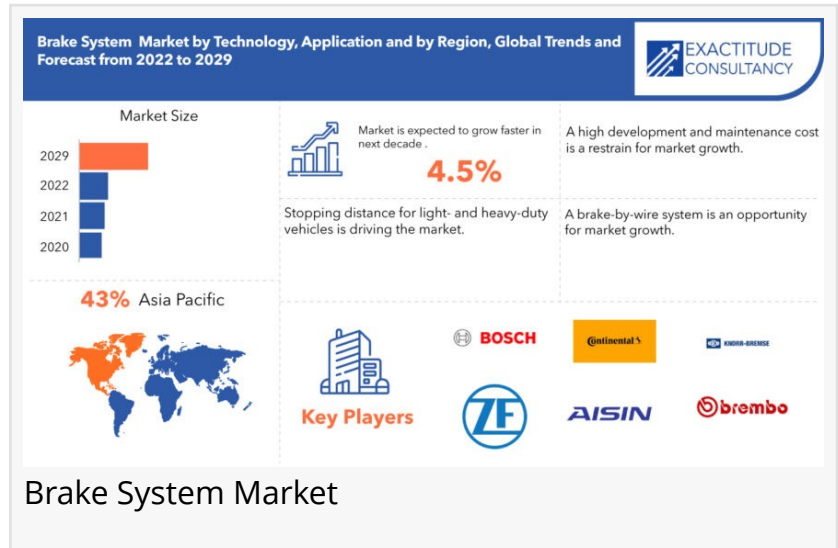 Brake System Market by Technology, Application and by Region, Global Trends and
Forecast from 2022 to 2029
EXACTITUDE
CONSULTANCY
Market Size
2029
2022
2021
2020
Market is expected to grow faster in
next decade .
4.5%
A high development and maintenance cost
is a restrain for market growth.
Stopping distance for light- and heavy-duty
vehicles is driving the market.
A brake-by-wire system is an opportunity
for market growth.
43% Asia Pacific
Key Players
BOSCH
Continental
KNORR-BREMSE
ZF
AISIN
brembo
Brake System Market